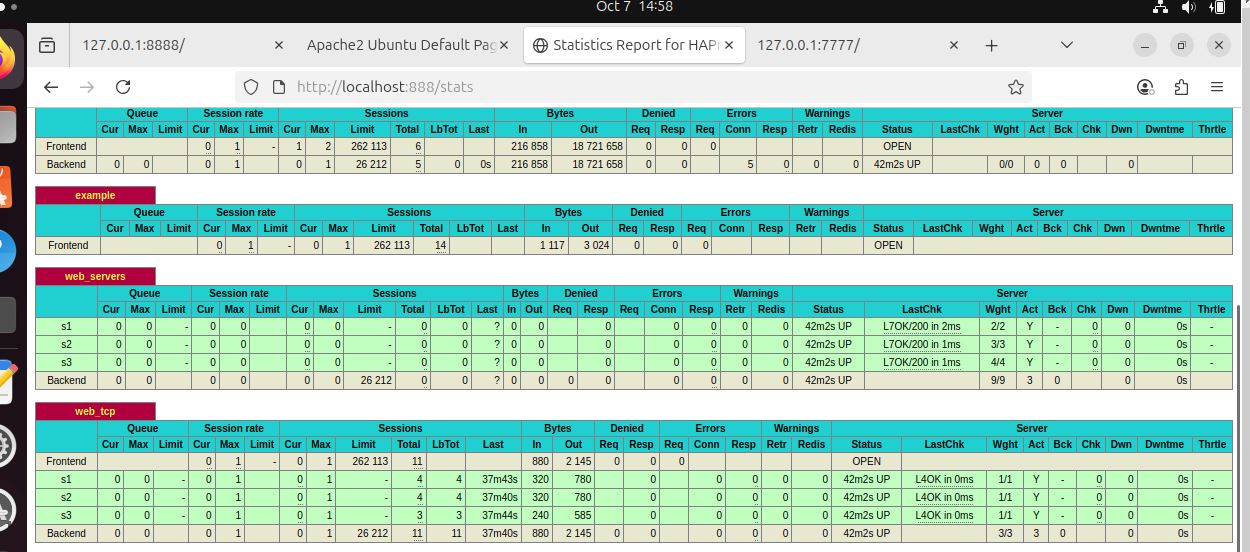 Oct 7 14:58
127.0.0.1:8888/ × Apache2 Ubuntu Default Pag × Statistics Report for HAPr × 127.0.0.1:7777/ ×
http://localhost:888/stats
Queue Session rate Sessions Bytes Denied Errors Warnings Server
Cur Max Limit Cur Max Limit Cur Max Limit Total LbTot Last In Out Req Resp Req Conn Resp Retr Redis Status LastChk Wght Act Bck Chk Dwn Dwntme Thrtle
Frontend 0 1 - 1 2 262 113 6 216 858 18 721 658 0 0 0 OPEN
Backend 0 0 0 1 0 1 26 212 5 0 0s 216 858 18 721 658 0 0 5 0 0 0 42m2s UP 0/0 0 0 0
example
Queue Session rate Sessions Bytes Denied Errors Warnings Server
Cur Max Limit Cur Max Limit Cur Max Limit Total LbTot Last In Out Req Resp Req Conn Resp Retr Redis Status LastChk Wght Act Bck Chk Dwn Dwntme Thrtle
Frontend 0 1 - 0 1 262 113 14 1 117 3 024 0 0 0 OPEN
web_servers
Queue Session rate Sessions Bytes Denied Errors Warnings Server
Cur Max Limit Cur Max Limit Cur Max Limit Total LbTot Last In Out Req Resp Req Conn Resp Retr Redis Status LastChk Wght Act Bck Chk Dwn Dwntme Thrtle
s1 0 0 - 0 0 0 0 - 0 0 ? 0 0 0 0 0 0 0 42m2s UP L7OK/200 in 2ms 2/2 Y - 0 0 0s -
s2 0 0 - 0 0 0 0 - 0 0 ? 0 0 0 0 0 0 0 42m2s UP L7OK/200 in 1ms 3/3 Y - 0 0 0s -
s3 0 0 - 0 0 0 0 - 0 0 ? 0 0 0 0 0 0 0 42m2s UP L7OK/200 in 1ms 4/4 Y - 0 0 0s -
Backend 0 0 0 0 0 0 26 212 0 0 ? 0 0 0 0 0 0 0 0 42m2s UP 9/9 3 0 0 0s
web_tcp
Queue Session rate Sessions Bytes Denied Errors Warnings Server
Cur Max Limit Cur Max Limit Cur Max Limit Total LbTot Last In Out Req Resp Req Conn Resp Retr Redis Status LastChk Wght Act Bck Chk Dwn Dwntme Thrtle
Frontend 0 1 - 0 1 262 113 11 880 2 145 0 0 0 OPEN
s1 0 0 - 0 1 0 1 - 4 4 37m43s 320 780 0 0 0 0 0 42m2s UP L4OK in 0ms 1/1 Y - 0 0 0s -
s2 0 0 - 0 1 0 1 - 4 4 37m40s 320 780 0 0 0 0 0 42m2s UP L4OK in 0ms 1/1 Y - 0 0 0s -
s3 0 0 - 0 1 0 1 - 3 3 37m44s 240 585 0 0 0 0 0 42m2s UP L4OK in 0ms 1/1 Y - 0 0 0s -
Backend 0 0 0 1 0 1 26 212 11 11 37m40s 880 2 145 0 0 0 0 0 0 42m2s UP 3/3 3 0 0 0s